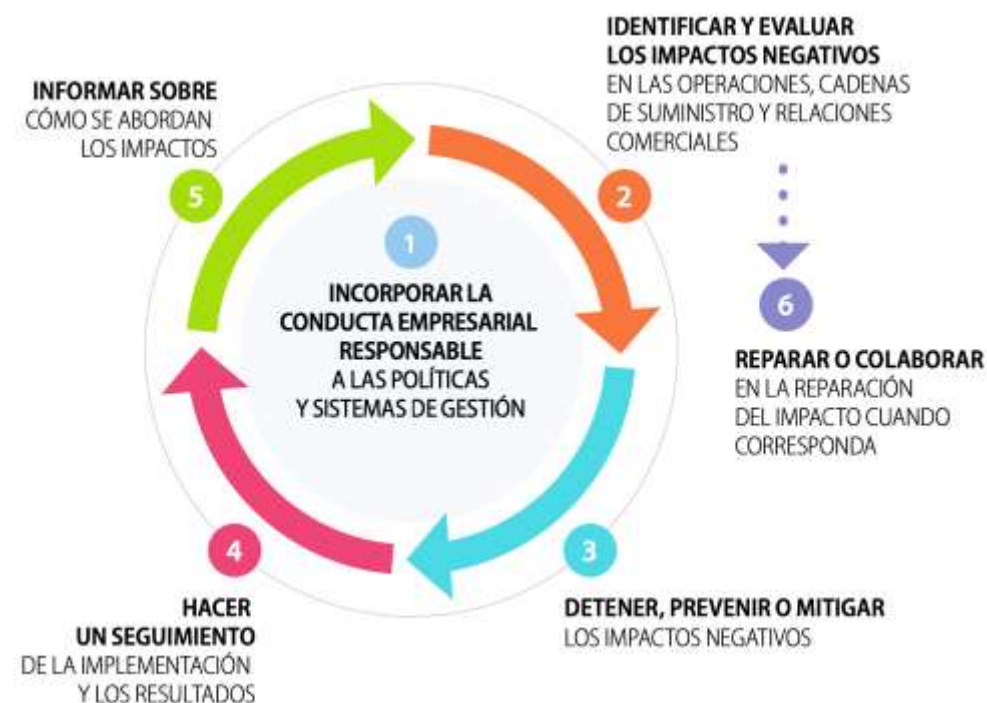 1
INCORPORAR LA
CONDUCTA EMPRESARIAL
RESPONSABLE
A LAS POLÍTICAS
Y SISTEMAS DE GESTIÓN
IDENTIFICAR Y EVALUAR
LOS IMPACTOS NEGATIVOS
EN LAS OPERACIONES, CADENAS
DE SUMINISTRO Y RELACIONES
COMERCIALES
2
3
DETENER, PREVENIR O MITIGAR
LOS IMPACTOS NEGATIVOS
4
HACER
UN SEGUIMIENTO
DE LA IMPLEMENTACIÓN
Y LOS RESULTADOS
INFORMAR SOBRE
CÓMO SE ABORDAN
LOS IMPACTOS
5
6
REPARAR O COLABORAR
EN LA REPARACIÓN
DEL IMPACTO CUANDO
CORRESPONDA